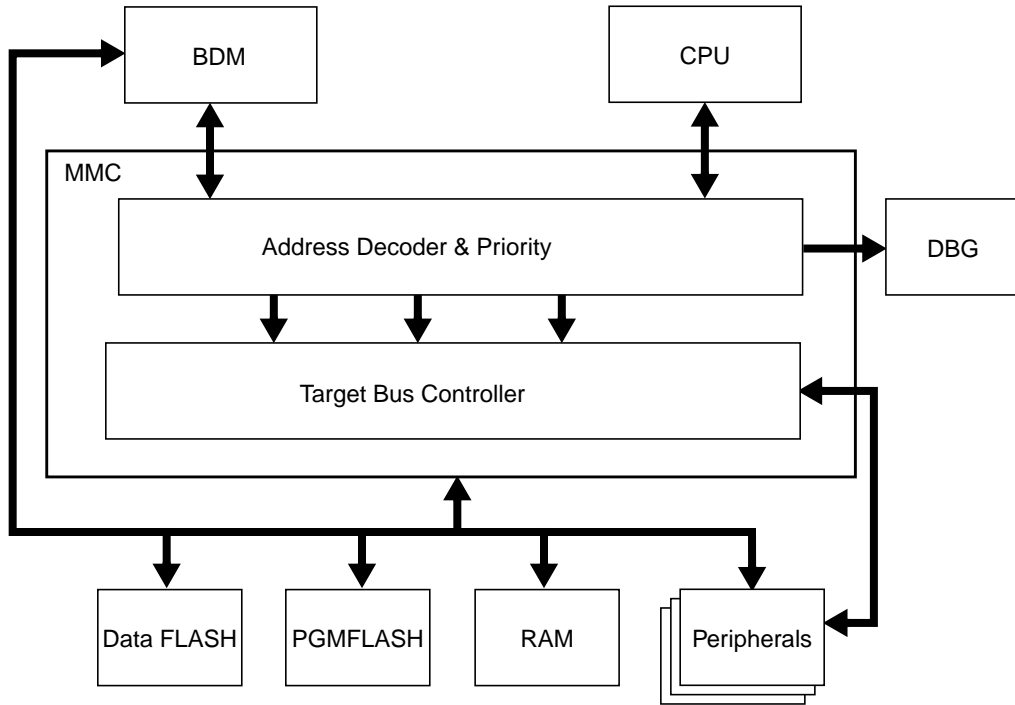 BDM
CPU
MMC
Address Decoder & Priority
DBG
Target Bus Controller
Data FLASH
PGMFLASH
RAM
Peripherals